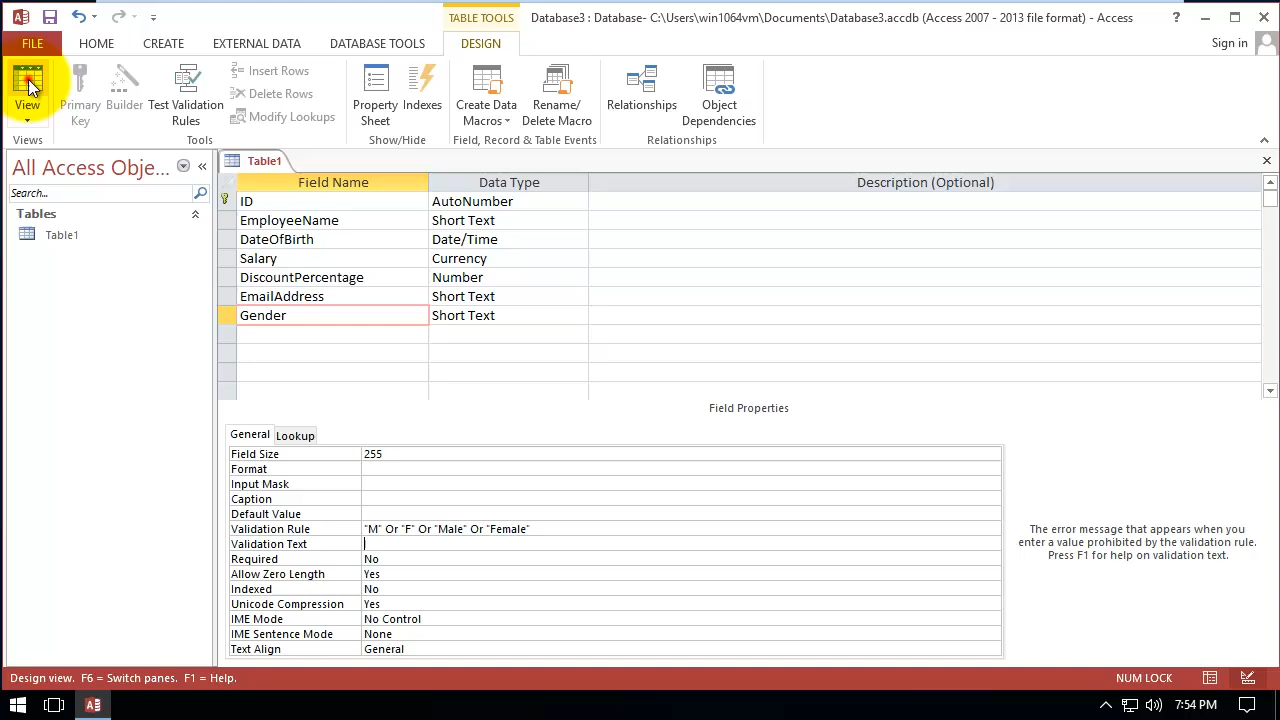 TABLE TOOLS
Database3 : Database- C:\Users\win1064vm\Documents\Database3.accdb (Access 2007 - 2013 file format) - Access
?
FILE
HOME
CREATE
EXTERNAL DATA
DATABASE TOOLS
DESIGN
Sign in
View
Primary Key
Builder
Test Validation Rules
Insert Rows
Delete Rows
Modify Lookups
Property Sheet
Indexes
Create Data Macros
Rename/ Delete Macro
Relationships
Object Dependencies
Views
Tools
Show/Hide
Field, Record & Table Events
Relationships
All Access Obje...
Search...
Tables
Table1
Table1
Field Name Data Type Description (Optional)
ID AutoNumber
EmployeeName Short Text
DateOfBirth Date/Time
Salary Currency
DiscountPercentage Number
EmailAddress Short Text
Gender Short Text
Field Properties
General Lookup
Field Size 255
Format
Input Mask
Caption
Default Value
Validation Rule "M" Or "F" Or "Male" Or "Female"
Validation Text
Required No
Allow Zero Length Yes
Indexed No
Unicode Compression Yes
IME Mode No Control
IME Sentence Mode None
Text Align General
The error message that appears when you
enter a value prohibited by the validation rule.
Press F1 for help on validation text.
Design view. F6 = Switch panes. F1 = Help.
NUM LOCK
7:54 PM